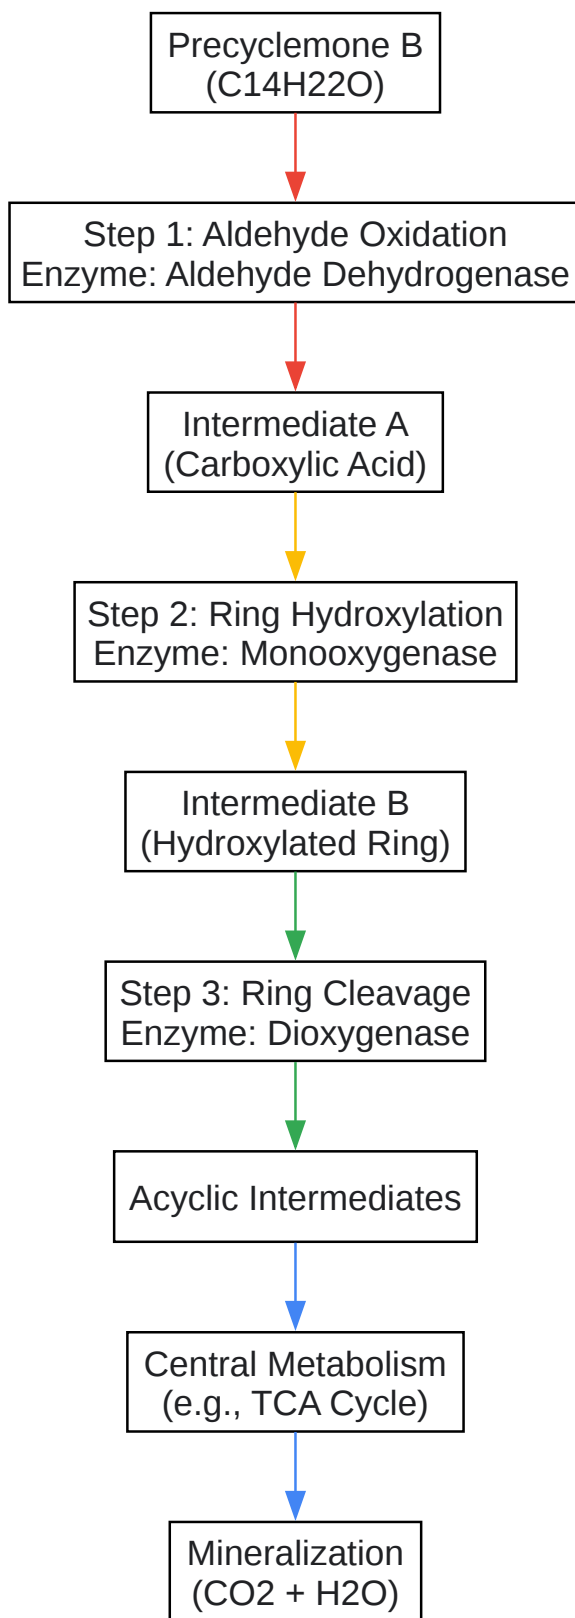 Precyclemone B
(C14H22O)
Step 1: Aldehyde Oxidation
Enzyme: Aldehyde Dehydrogenase
Intermediate A
(Carboxylic Acid)
Step 2: Ring Hydroxylation
Enzyme: Monooxygenase
Intermediate B
(Hydroxylated Ring)
Step 3: Ring Cleavage
Enzyme: Dioxygenase
Acyclic Intermediates
Central Metabolism
(e.g., TCA Cycle)
Mineralization
(CO2 + H2O)